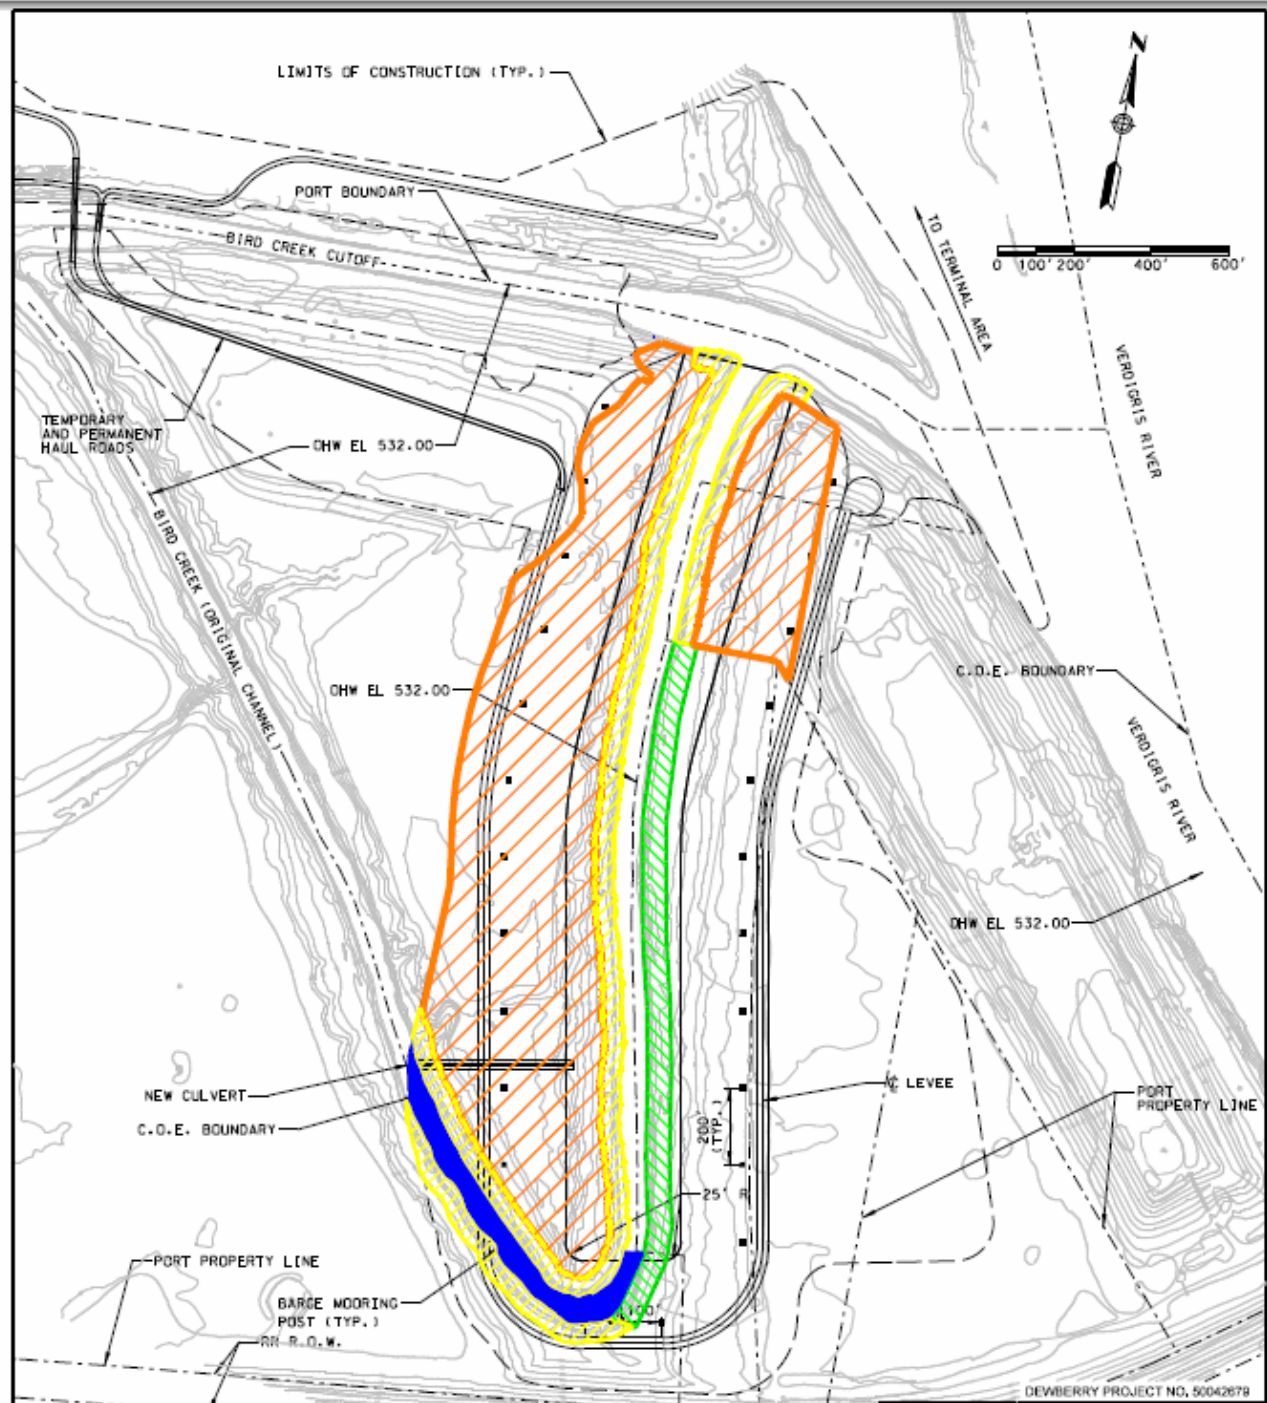 LIMITS OF CONSTRUCTION (TYP.)
N
PORT BOUNDARY
BIRD CREEK CUTOFF
TO TERMINAL AREA
0 100' 200' 400' 600'
VERDIGRIS RIVER
TEMPORARY
AND PERMANENT
HAUL ROADS
OHW EL 532.00
BIRD CREEK (ORIGINAL CHANNEL)
OHW EL 532.00
C.O.E. BOUNDARY
VERDIGRIS RIVER
OHW EL 532.00
NEW CULVERT
C.O.E. BOUNDARY
LEVEE
PORT
PROPERTY LINE
200'
(TYP.)
25' R
PORT PROPERTY LINE
BARGE MOORING
POST (TYP.)
RR R.O.W.
100'
DEWBERRY PROJECT NO. 50042679